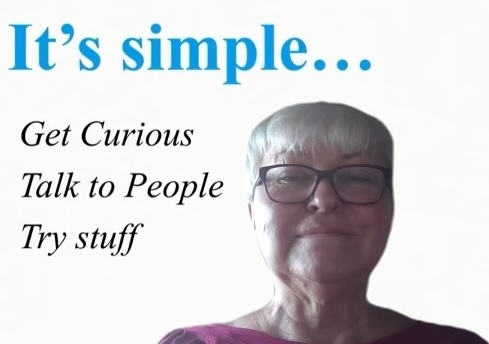 It’s simple…
Get Curious
Talk to People
Try stuff